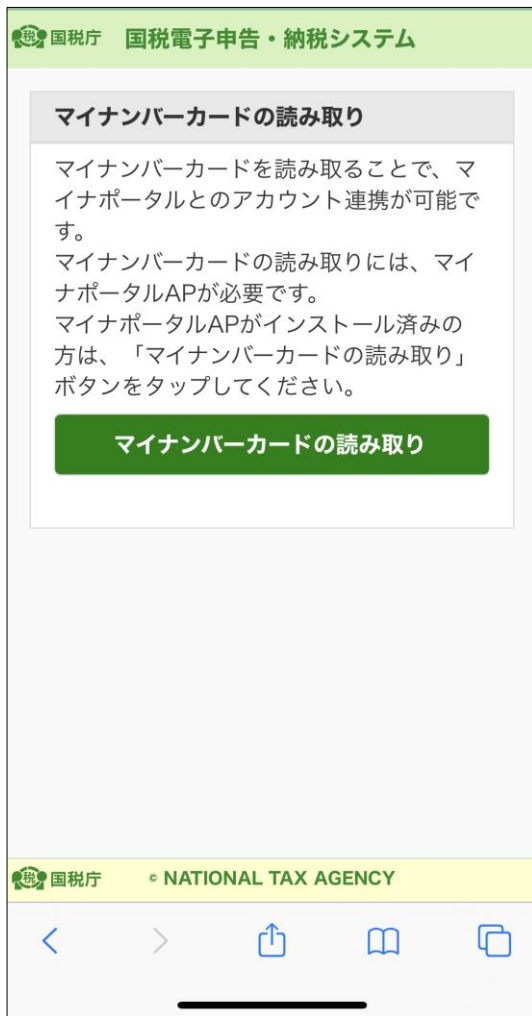 税 国税庁 国税電子申告・納税システム
マイナンバーカードの読み取り
マイナンバーカードを読み取ることで、マ
イナポータルとのアカウント連携が可能で
す。
マイナンバーカードの読み取りには、マイ
ナポータルAPが必要です。
マイナポータルAPがインストール済みの
方は、「マイナンバーカードの読み取り」
ボタンをタップしてください。
マイナンバーカードの読み取り
税 国税庁 © NATIONAL TAX AGENCY